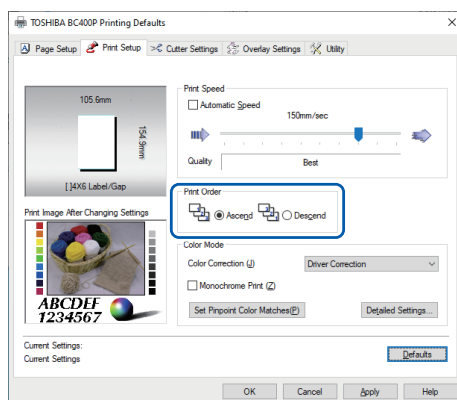 TOSHIBA BC400P Printing Defaults
Page Setup Print Setup Cutter Settings Overlay Settings Utility
105.6mm
154.9mm
[ ]4X6 Label/Gap
Print Image After Changing Settings
ABCDEF
1234567
Current Settings:
Current Settings
Print Speed
Automatic Speed
150mm/sec
Quality Best
Print Order
Ascend Descend
Color Mode
Color Correction (J) Driver Correction
Monochrome Print (Z)
Set Pinpoint Color Matches(P) Detailed Settings...
Defaults
OK Cancel Apply Help